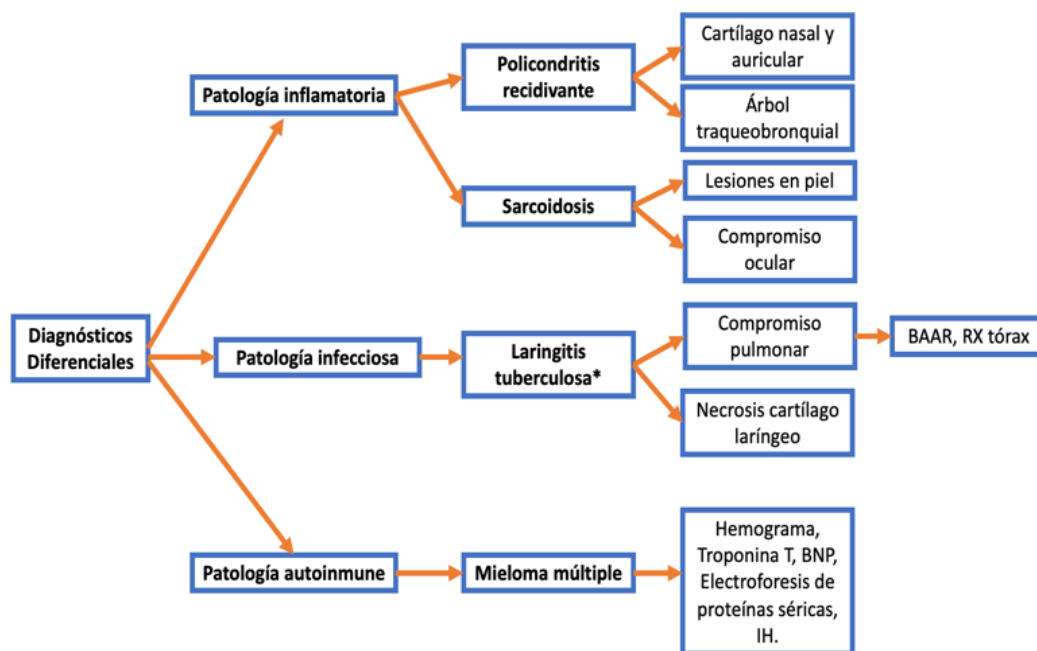 Diagnósticos
Diferenciales
Patología inflamatoria
Policondritis
recidivante
Cartílago nasal y
auricular
Árbol
traqueobronquial
Sarcoidosis
Lesiones en piel
Compromiso
ocular
Patología infecciosa
Laringitis
tuberculosa*
Compromiso
pulmonar
BAAR, RX tórax
Necrosis cartílago
laríngeo
Patología autoinmune
Mieloma múltiple
Hemograma,
Troponina T, BNP,
Electroforesis de
proteínas séricas,
IH.